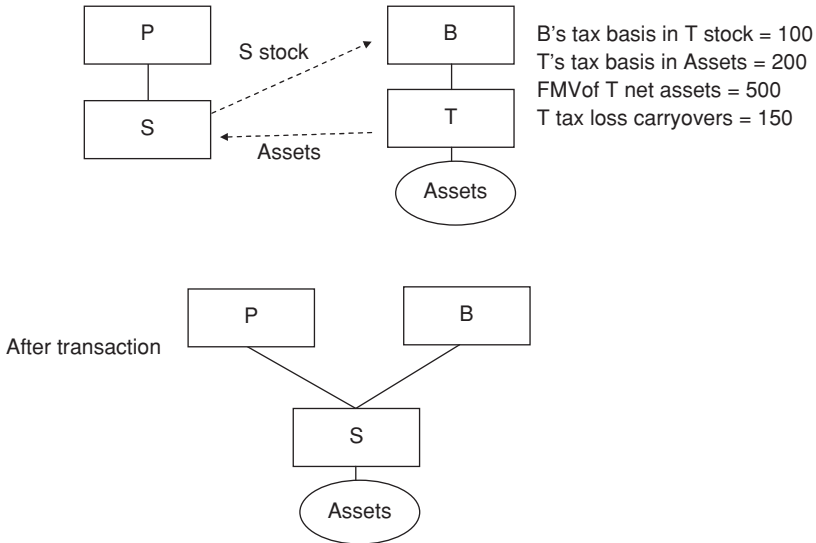 P
B
S stock
S
T
Assets
Assets
B's tax basis in T stock = 100
T's tax basis in Assets = 200
FMVof T net assets = 500
T tax loss carryovers = 150
After transaction
P
B
S
Assets